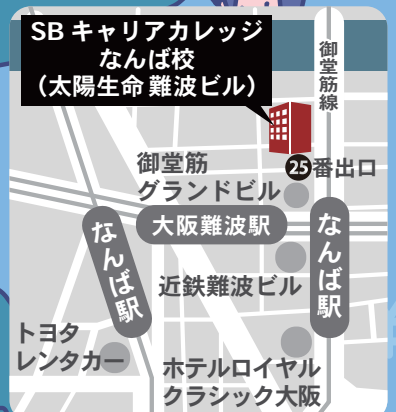 SB キャリアカレッジ
なんば校
（太陽生命 難波ビル）
御堂筋線
25番出口
御堂筋
グランドビル
大阪難波駅
なんば駅
なんば駅
近鉄難波ビル
トヨタ
レンタカー
ホテルロイヤル
クラシック大阪